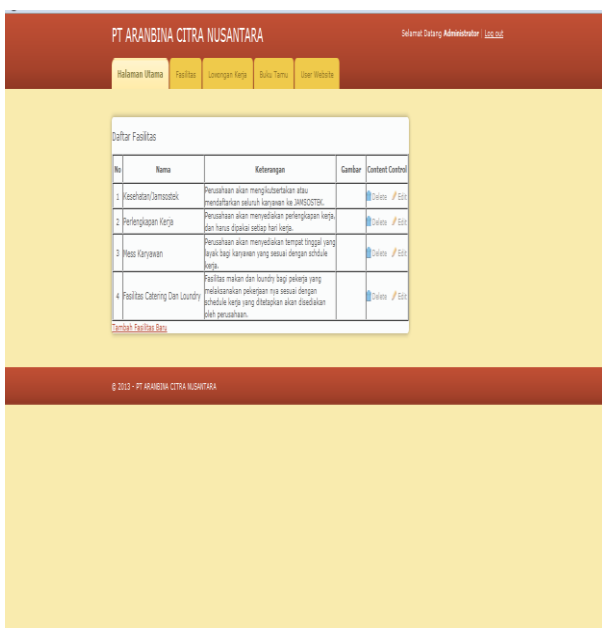 PT ARANBINA CITRA NUSANTARA
Selamat Datang Administrator | Log out
Halaman Utama Fasilitas Lowongan Kerja Buku Tamu User Website
Daftar Fasilitas
No Nama Keterangan Gambar Content Control
1 Kesehatan/Jamsostek Perusahaan akan mengikutsertakan atau
mendaftarkan seluruh karyawan ke JAMSOSTEK. Delete Edit
2 Perlengkapan Kerja Perusahaan akan menyediakan perlengkapan kerja,
dan harus dipakai setiap hari kerja. Delete Edit
3 Mess Karyawan Perusahaan akan menyediakan tempat tinggal yang
layak bagi karyawan yang sesuai dengan schdule
kerja. Delete Edit
4 Fasilitas Catering Dan Loundry Fasilitas makan dan loundry bagi pekerja yang
melaksanakan pekerjaan nya sesuai dengan
schedule kerja yang ditetapkan akan disediakan
oleh perusahaan. Delete Edit
Tambah Fasilitas Baru
© 2013 - PT ARANBINA CITRA NUSANTARA